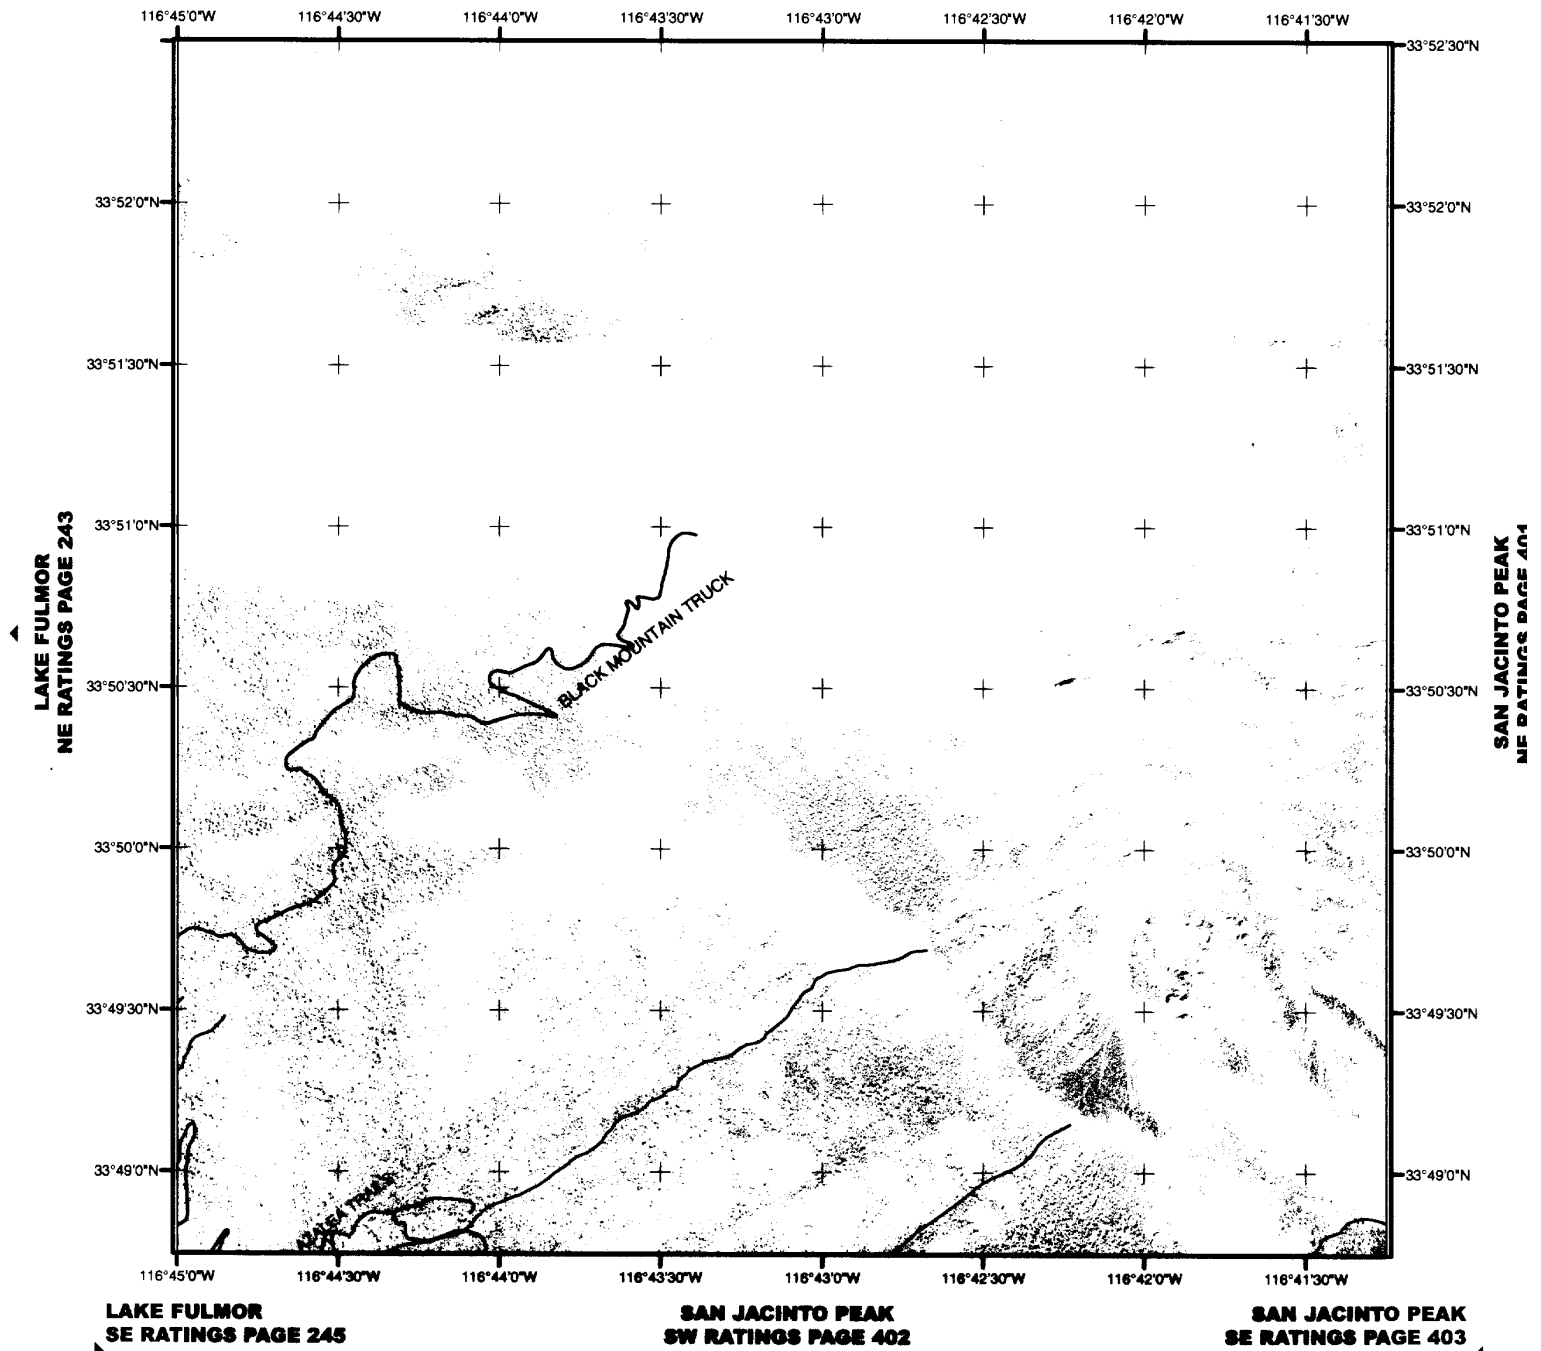 116°45'0"W 116°44'30"W 116°44'0"W 116°43'30"W 116°43'0"W 116°42'30"W 116°42'0"W 116°41'30"W
33°52'30"N
33°52'0"N 33°52'0"N
33°51'30"N 33°51'30"N
33°51'0"N 33°51'0"N
LAKE FULMOR
NE RATINGS PAGE 243
BLACK MOUNTAIN TRUCK
SAN JACINTO PEAK
NE RATINGS PAGE 401
33°50'30"N 33°50'30"N
33°50'0"N 33°50'0"N
33°49'30"N 33°49'30"N
33°49'0"N 33°49'0"N
AZALEA TRAILS
116°45'0"W 116°44'30"W 116°44'0"W 116°43'30"W 116°43'0"W 116°42'30"W 116°42'0"W 116°41'30"W
LAKE FULMOR
SE RATINGS PAGE 245
SAN JACINTO PEAK
SW RATINGS PAGE 402
SAN JACINTO PEAK
SE RATINGS PAGE 403